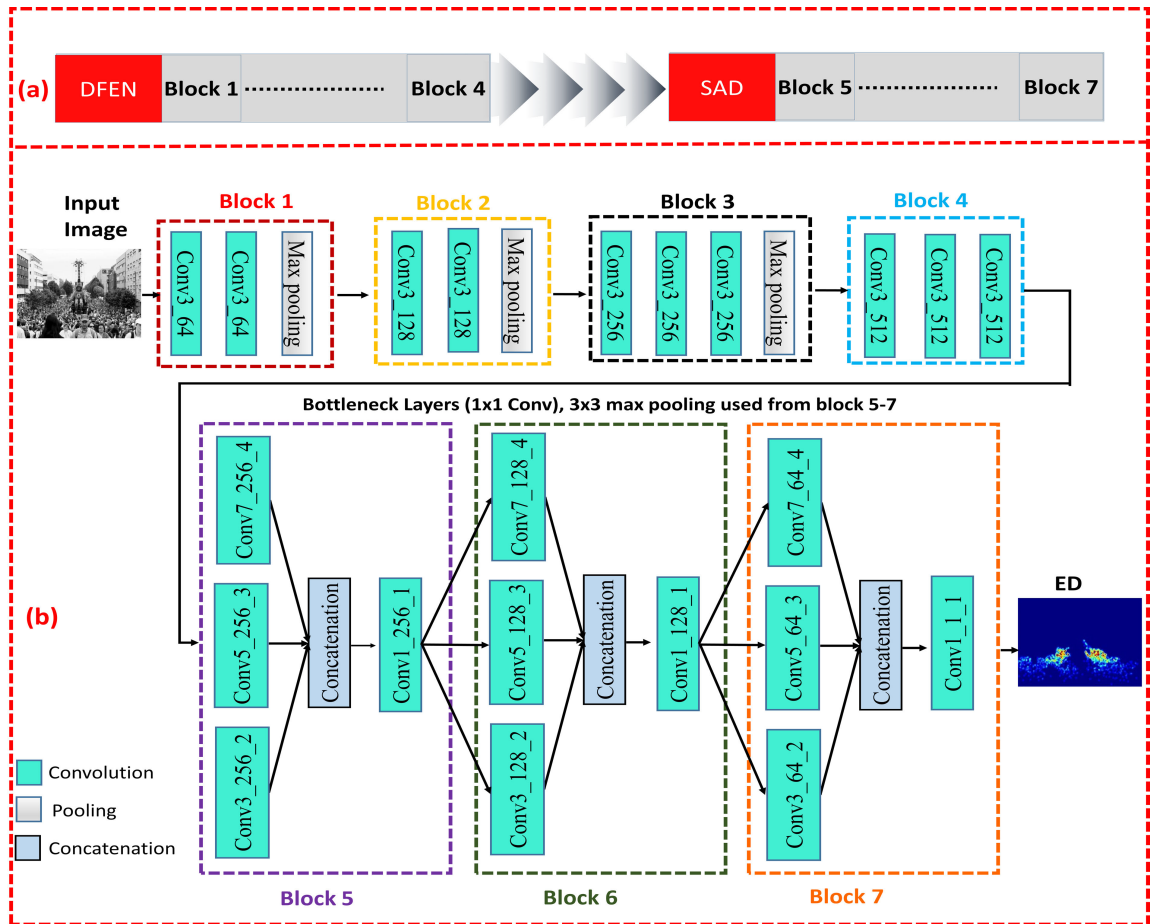 (a)
DFEN Block 1 ..................... Block 4 SAD Block 5 ..................... Block 7
Input
Image
Block 1
Block 2
Block 3
Block 4
Conv3_64
Conv3_64
Max pooling
Conv3_128
Conv3_128
Max pooling
Conv3_256
Conv3_256
Conv3_256
Max pooling
Conv3_512
Conv3_512
Conv3_512
Bottleneck Layers (1x1 Conv), 3x3 max pooling used from block 5-7
(b)
Conv7_256_4
Conv5_256_3
Conv3_256_2
Concatenation
Conv1_256_1
Conv7_128_4
Conv5_128_3
Conv3_128_2
Concatenation
Conv1_128_1
Conv7_64_4
Conv5_64_3
Conv3_64_2
Concatenation
Conv1_1_1
ED
Convolution
Pooling
Concatenation
Block 5
Block 6
Block 7